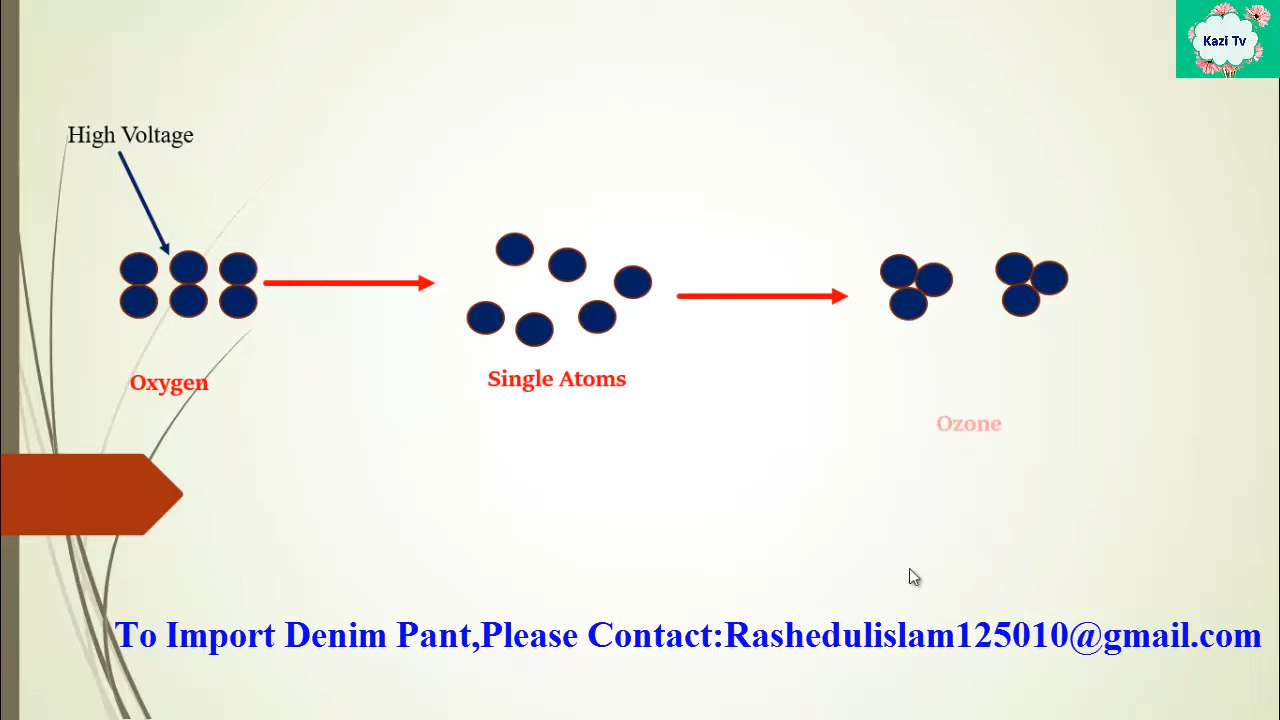 Kazi Tv
High Voltage
Oxygen
Single Atoms
Ozone
To Import Denim Pant,Please Contact:Rashedulislam125010@gmail.com